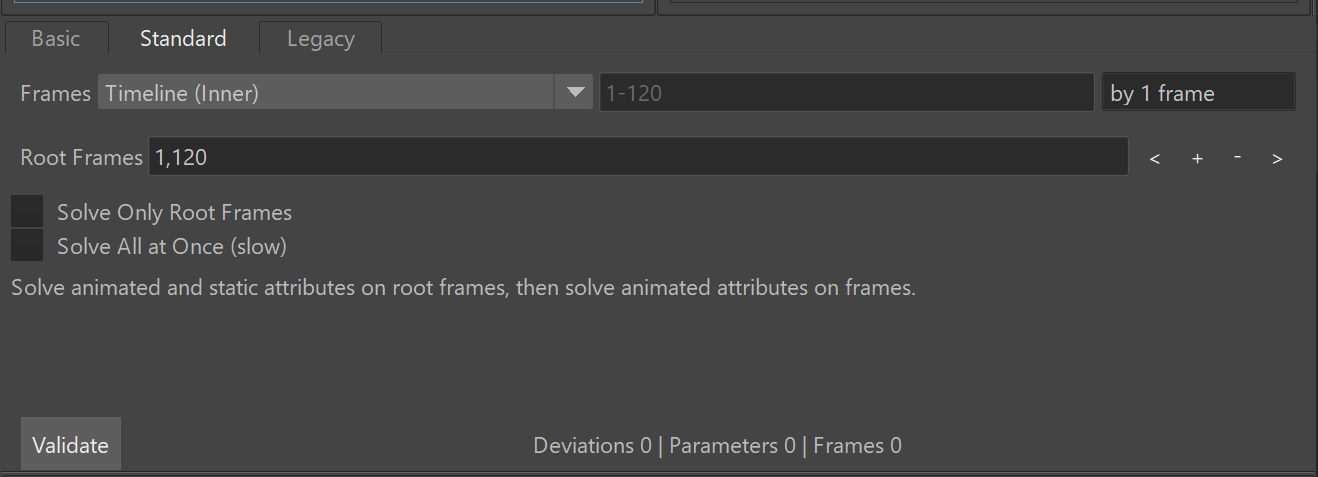 Basic Standard Legacy
Frames Timeline (Inner) 1-120 by 1 frame
Root Frames 1,120 < + - >
Solve Only Root Frames
Solve All at Once (slow)
Solve animated and static attributes on root frames, then solve animated attributes on frames.
Validate Deviations 0 | Parameters 0 | Frames 0